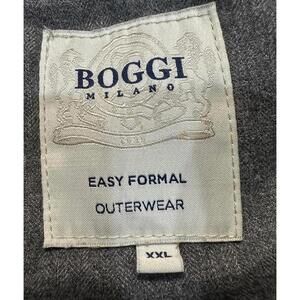 BOGGI
MILANO
EASY FORMAL
OUTERWEAR
XXL